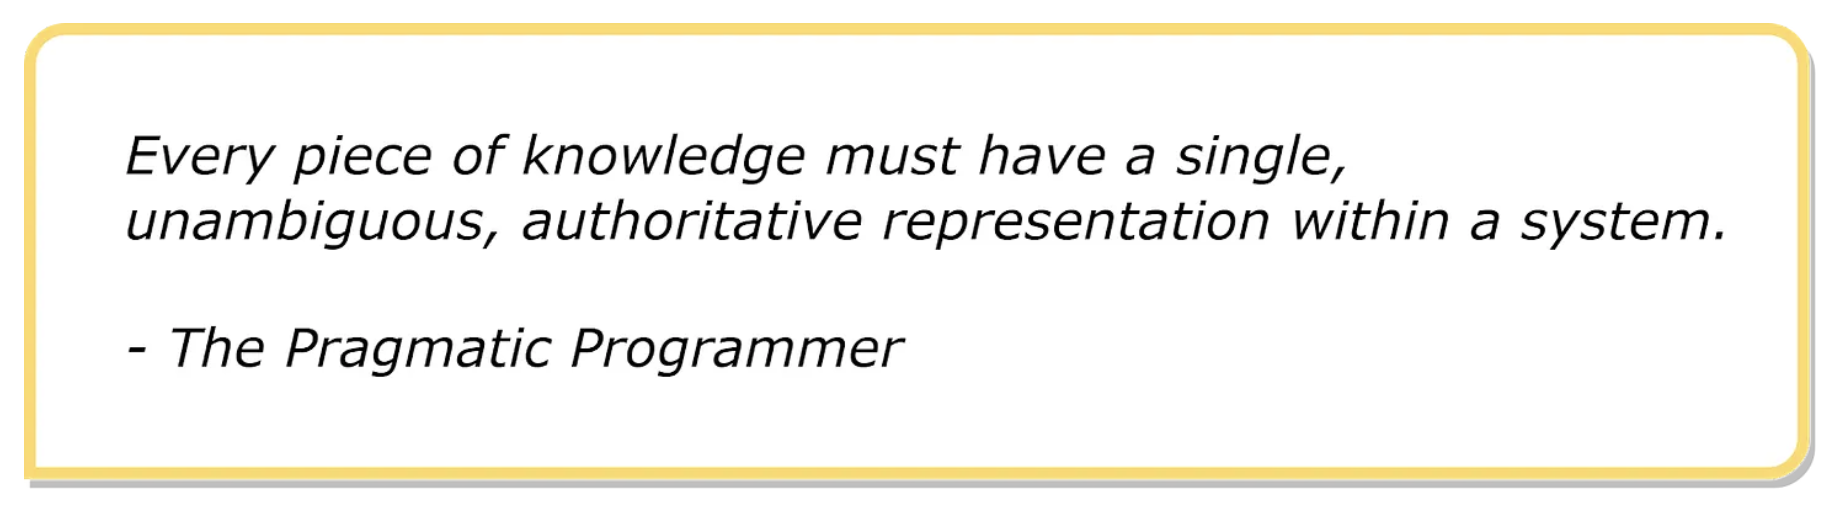 Every piece of knowledge must have a single,
unambiguous, authoritative representation within a system.
- The Pragmatic Programmer